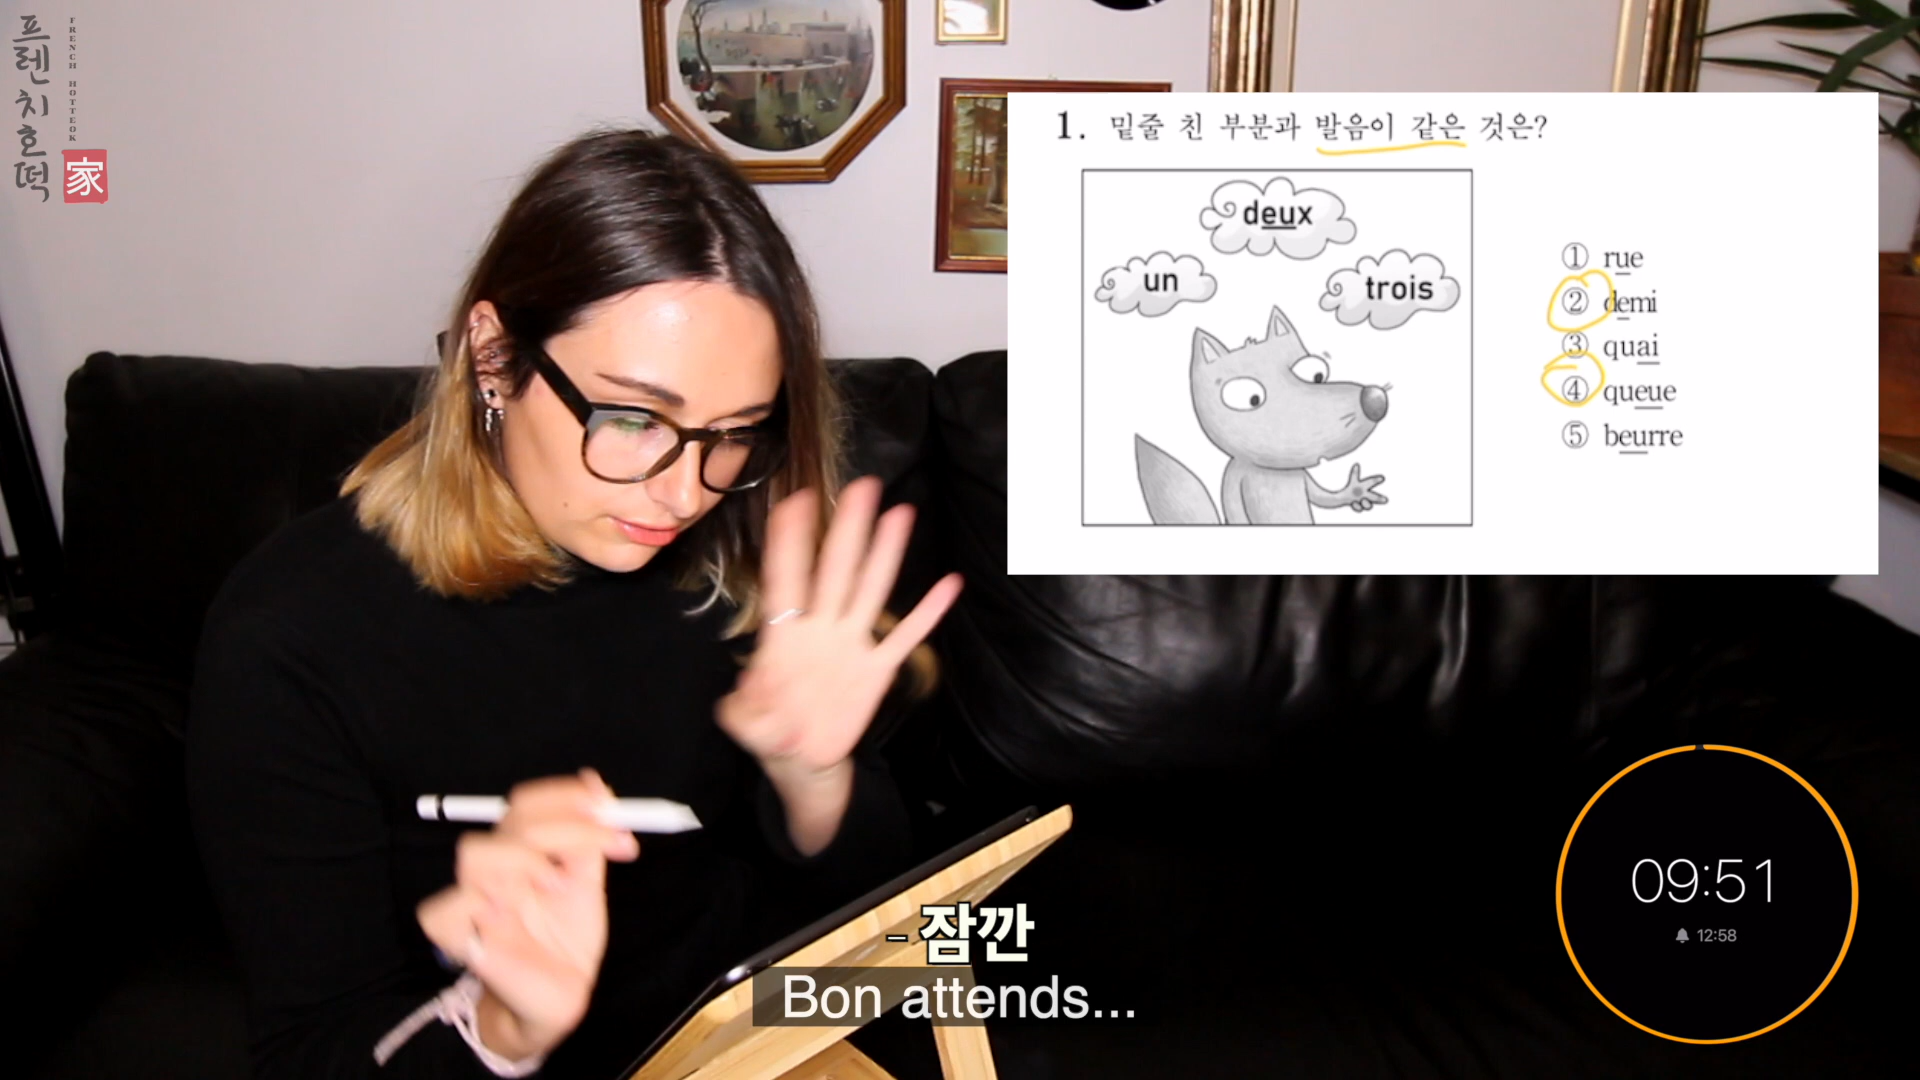 프렌치호떡
FRENCH HOTTEOK
家
1. 밑줄 친 부분과 발음이 같은 것은?
deux
un
trois
① rue
② demi
③ quai
④ queue
⑤ beurre
09:51
12:58
- 잠깐
Bon attends...